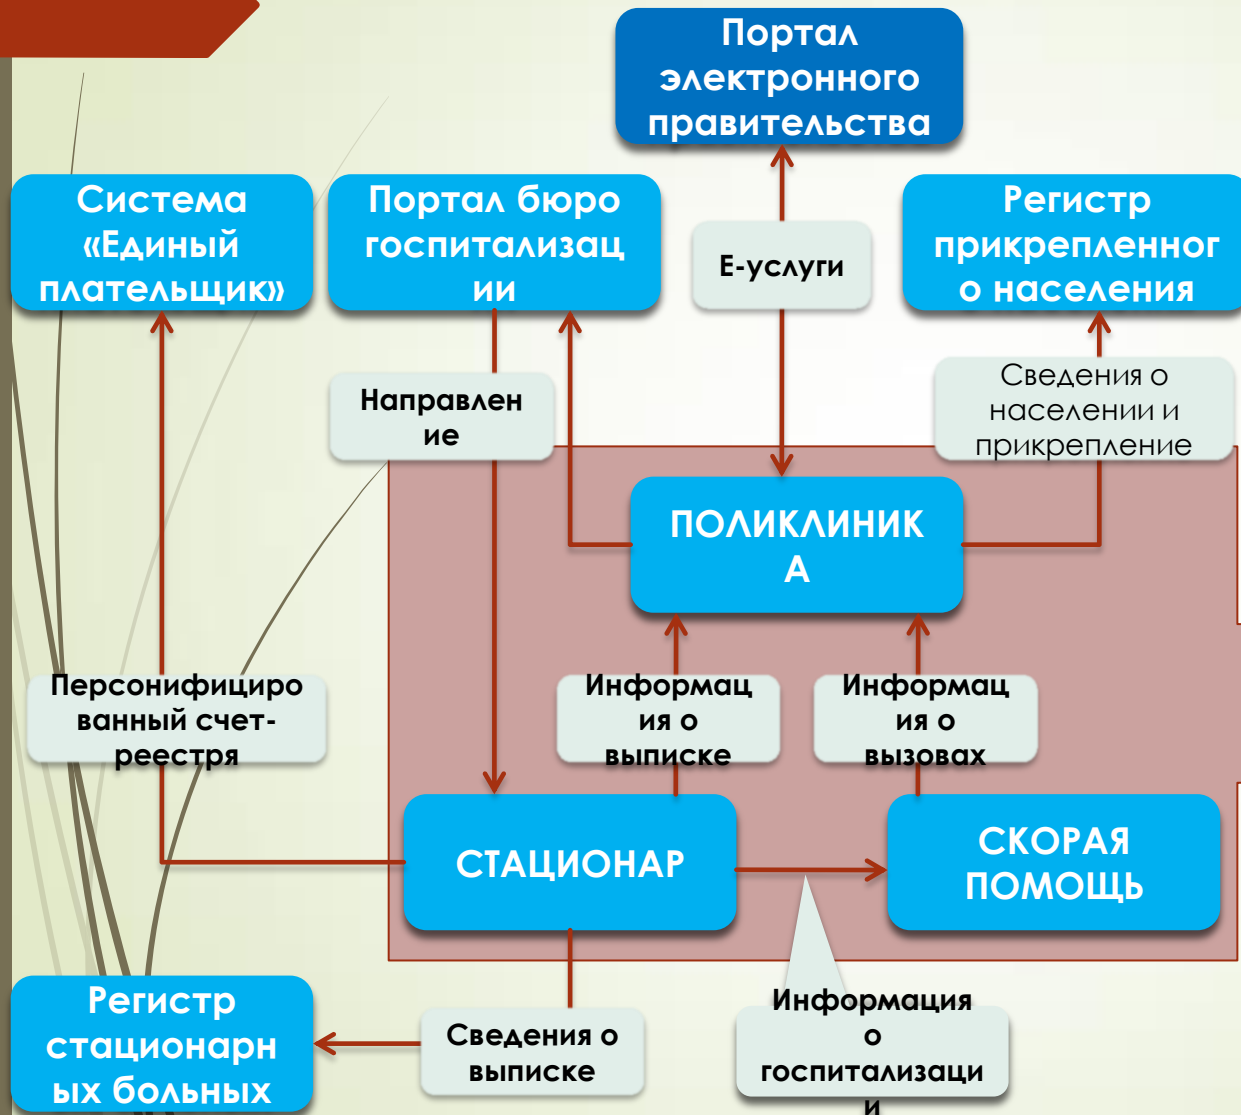 Портал
электронного
правительства
Система
«Единый
плательщик»
Портал бюро
госпитализац
ии
Е-услуги
Регистр
прикрепленног
о населения
Направлен
ие
Сведения о
населении и
прикрепление
ПОЛИКЛИНИК
А
Персонифициро
ванный счет-
реестря
Информац
ия о
выписке
Информац
ия о
вызовах
СТАЦИОНАР
СКОРАЯ
ПОМОЩЬ
Регистр
стационарн
ых больных
Сведения о
выписке
Информация
о
госпитализаци
и